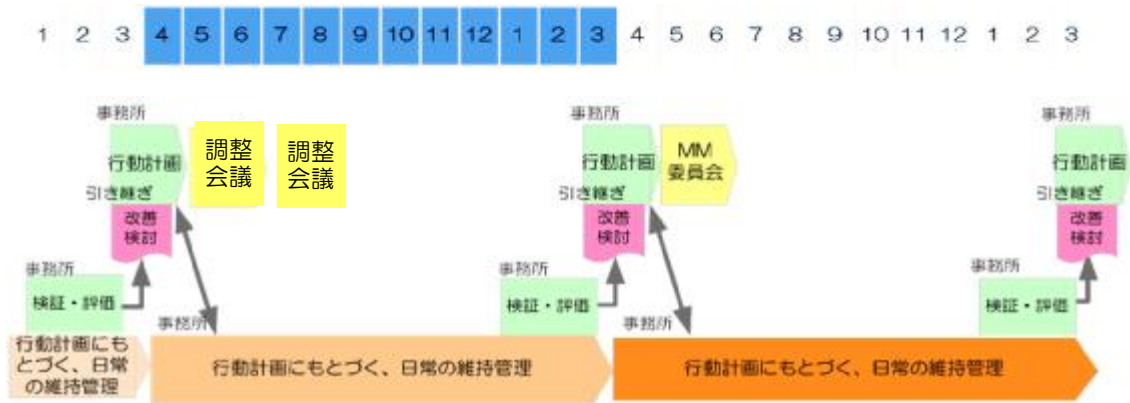 1 2 3 4 5 6 7 8 9 10 11 12 1 2 3 4 5 6 7 8 9 10 11 12 1 2 3
事務所
行動計画
引き継ぎ
改善
検討
調整
会議
調整
会議
事務所
行動計画
引き継ぎ
改善
検討
MM
委員会
事務所
行動計画
引き継ぎ
改善
検討
事務所
検証・評価
事務所
検証・評価
事務所
検証・評価
行動計画にも
とづく、日常
の維持管理
事務所
行動計画にもとづく、日常の維持管理
事務所
行動計画にもとづく、日常の維持管理